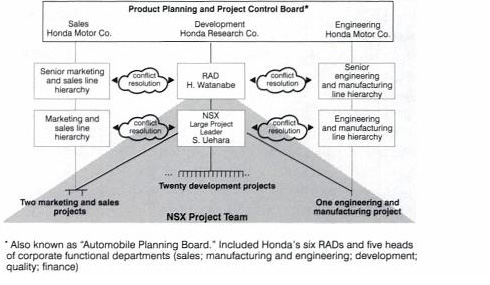 Product Planning and Project Control Board*
Sales
Honda Motor Co.
Development
Honda Research Co.
Engineering
Honda Motor Co.
Senior marketing
and sales line
hierarchy
conflict
resolution
RAD
H. Watanabe
conflict
resolution
Senior
engineering
and manufacturing
line hierarchy
Marketing and
sales line
hierarchy
conflict
resolution
NSX
Large Project
Leader
S. Uehara
conflict
resolution
Engineering
and manufacturing
line hierarchy
Twenty development projects
Two marketing and sales
projects
One engineering and
manufacturing project
NSX Project Team
* Also known as "Automobile Planning Board." Included Honda's six RADs and five heads
of corporate functional departments (sales; manufacturing and engineering; development;
quality; finance)